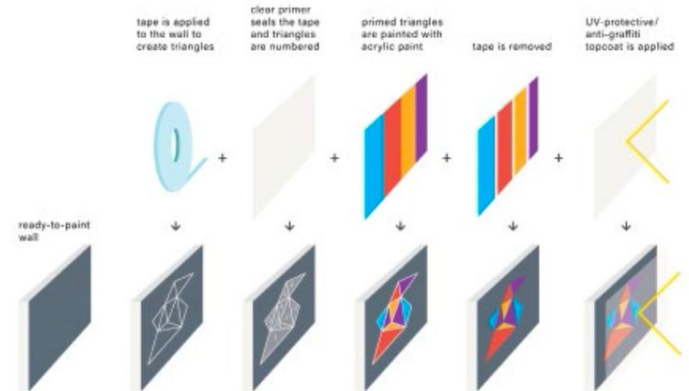 tape is applied
to the wall to
create triangles
clear primer
seals the tape
and triangles
are numbered
primed triangles
are painted with
acrylic paint
tape is removed
UV-protective/
anti-graffiti
topcoat is applied
+
+
+
+
ready-to-paint
wall